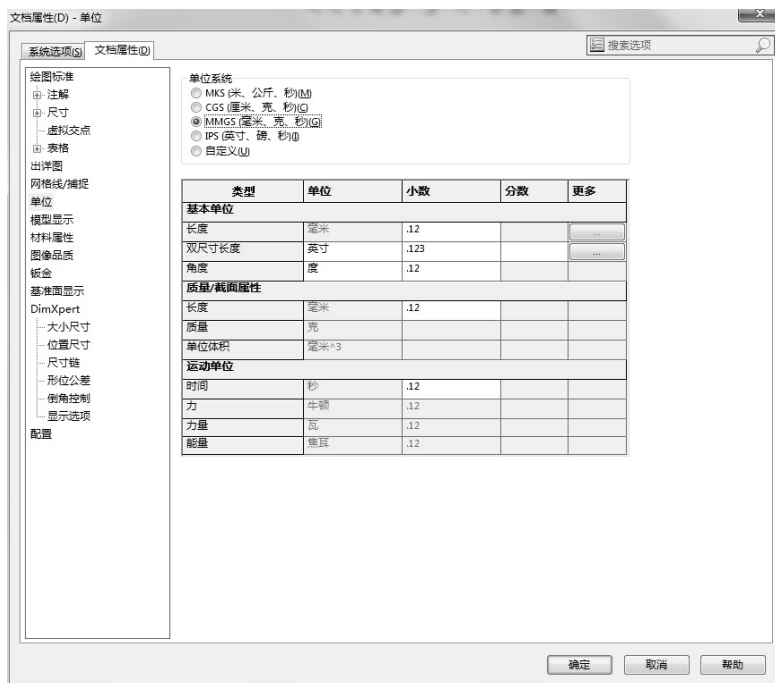 文档属性(D) - 单位
系统选项(S) 文档属性(D)
搜索选项
绘图标准
注解
尺寸
虚拟交点
表格
出详图
网格线/捕捉
单位
模型显示
材料属性
图像品质
钣金
基准面显示
DimXpert
大小尺寸
位置尺寸
尺寸链
形位公差
倒角控制
显示选项
配置
单位系统
MKS (米、公斤、秒)(M)
CGS (厘米、克、秒)(C)
MMGS (毫米、克、秒)(G)
IPS (英寸、磅、秒)(I)
自定义(U)
类型 单位 小数 分数 更多
基本单位
长度 毫米 .12 ...
双尺寸长度 英寸 .123 ...
角度 度 .12
质量/截面属性
长度 毫米 .12
质量 克
单位体积 毫米^3
运动单位
时间 秒 .12
力 牛顿 .12
力量 瓦 .12
能量 焦耳 .12
确定 取消 帮助